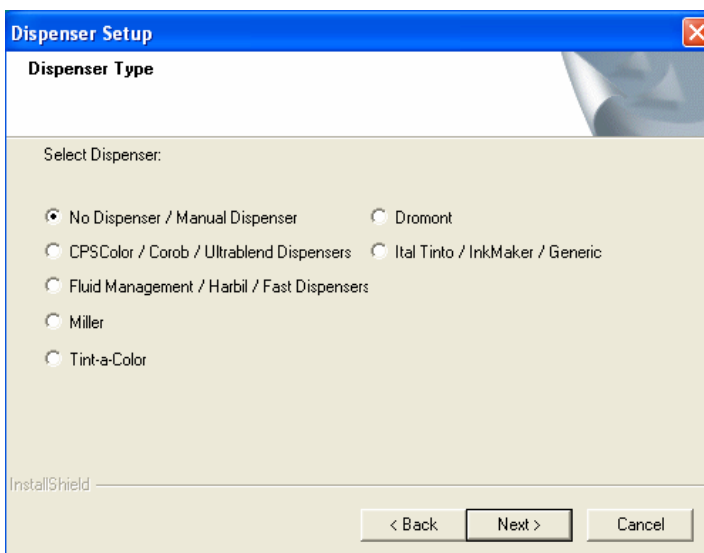 Dispenser Setup
Dispenser Type
Select Dispenser:
No Dispenser / Manual Dispenser
CPSColor / Corob / Ultrablend Dispensers
Fluid Management / Harbil / Fast Dispensers
Miller
Tint-a-Color
Dromont
Ital Tinto / InkMaker / Generic
InstallShield
< Back
Next >
Cancel